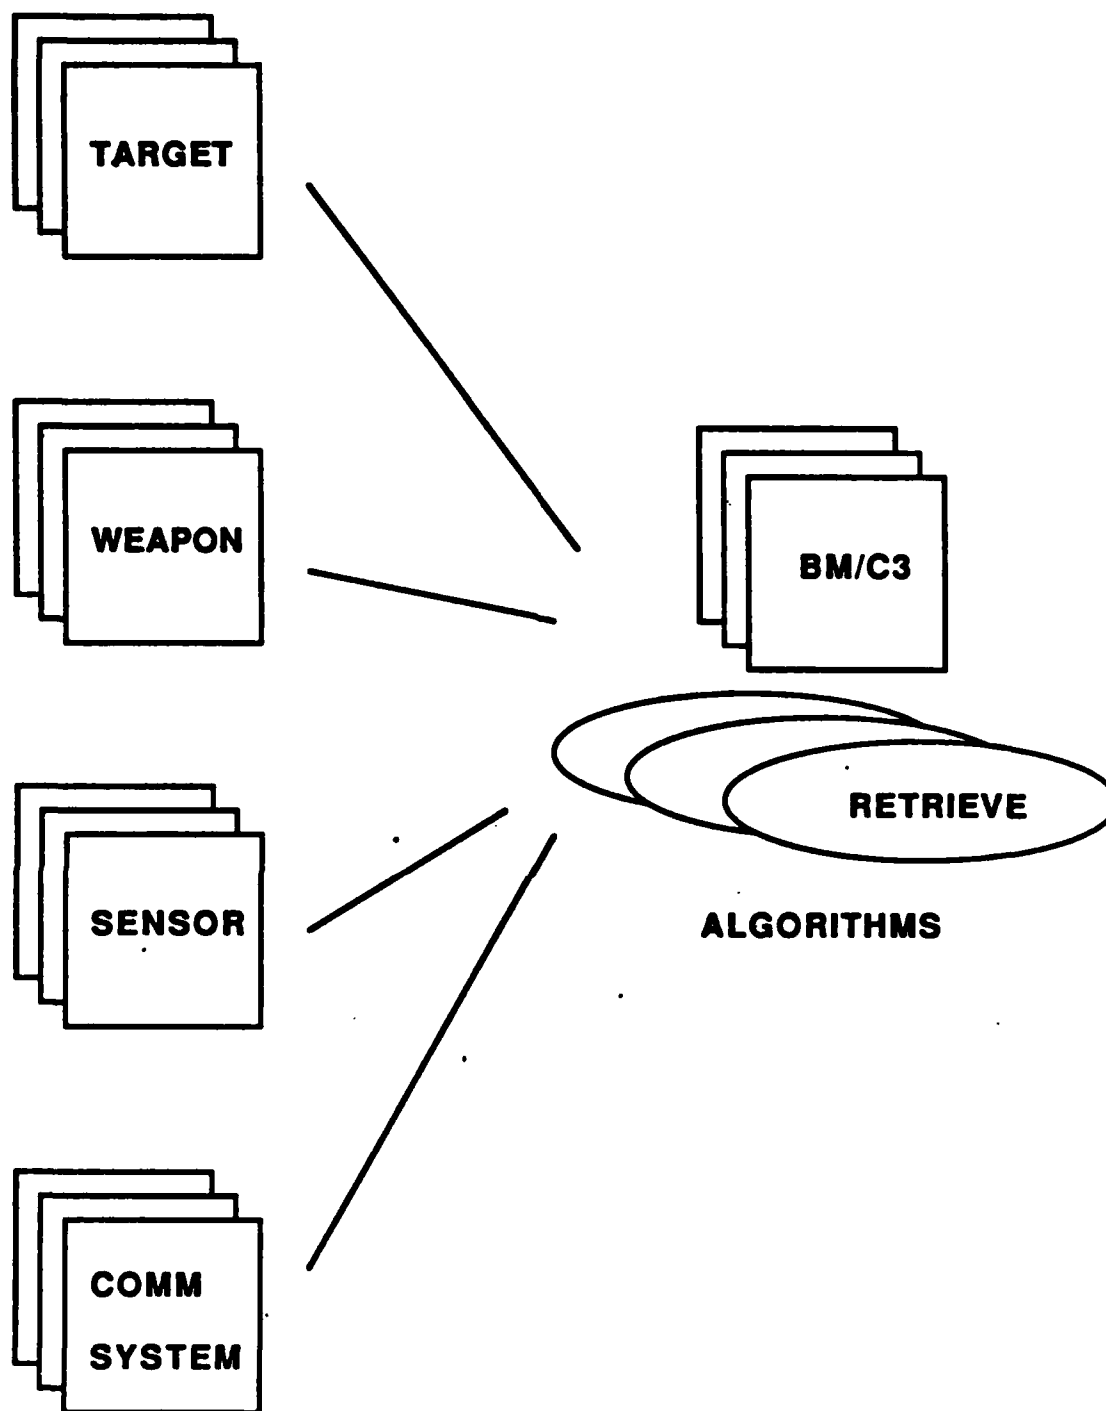 TARGET
WEAPON
BM/C3
RETRIEVE
SENSOR
ALGORITHMS
COMM
SYSTEM